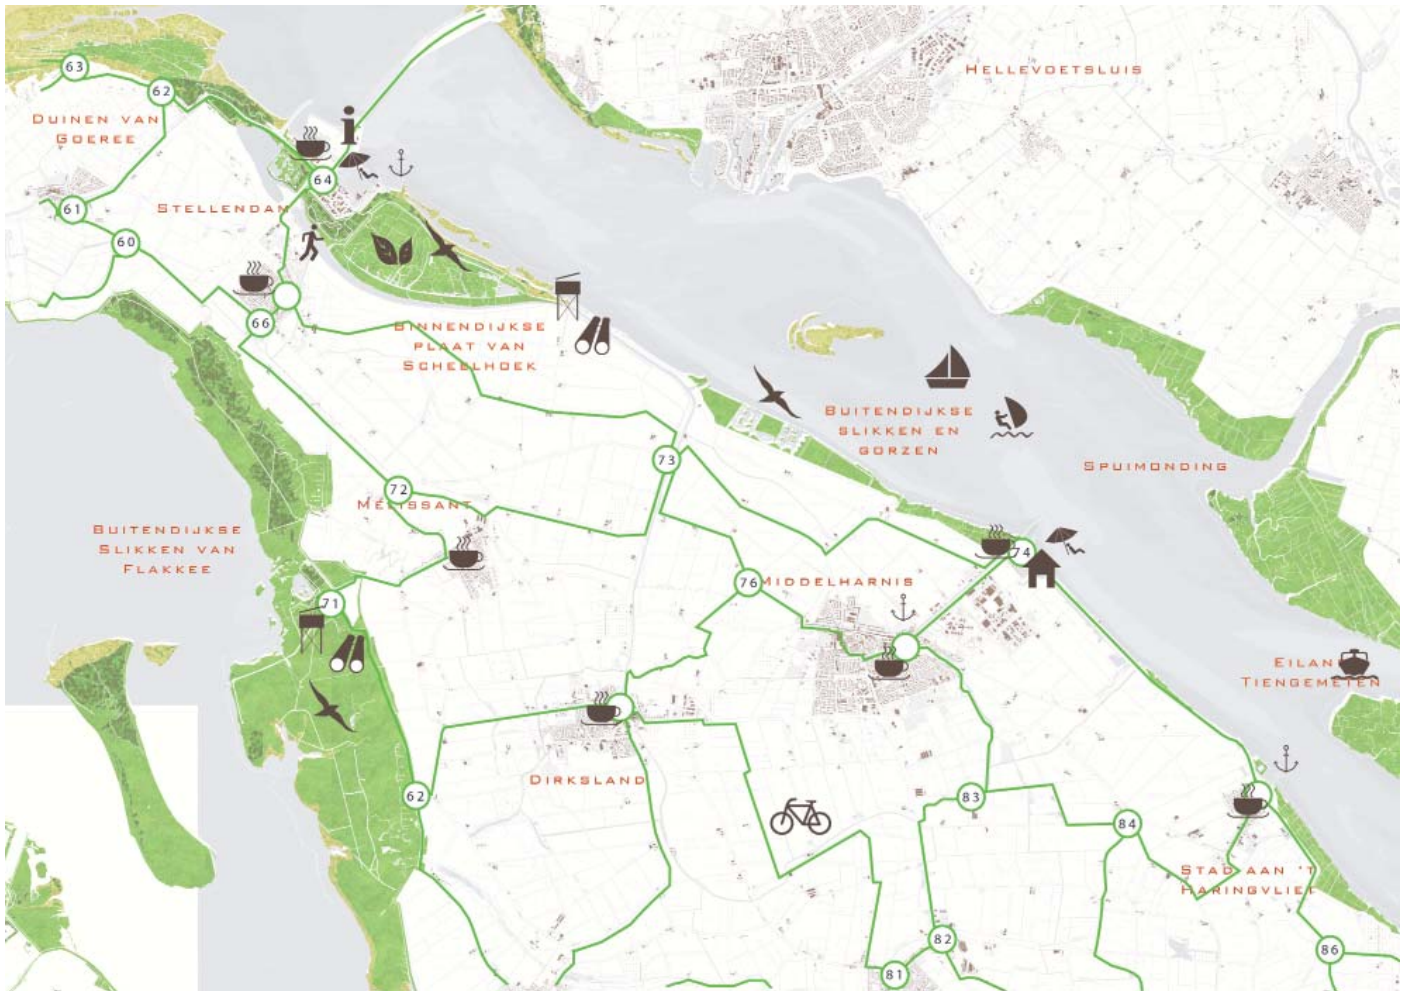 HELLEVOETSLUIS
63
62
DUINEN VAN
GOEREE
i
64
61
STELLENDAM
60
66
BINNENDIJKSE
PLAAT VAN
SCHEELHOEK
BUITENDIJKSE
SLIKKEN EN
GORZEN
73
SPUIMONDING
72
MELISSANT
BUITENDIJKSE
SLIKKEN VAN
FLAKKEE
74
76
MIDDELHARNIS
71
EILAN
TIENGEMETEN
DIRKSLAND
62
83
84
STAD AAN 'T
HARINGVLIET
82
86
81